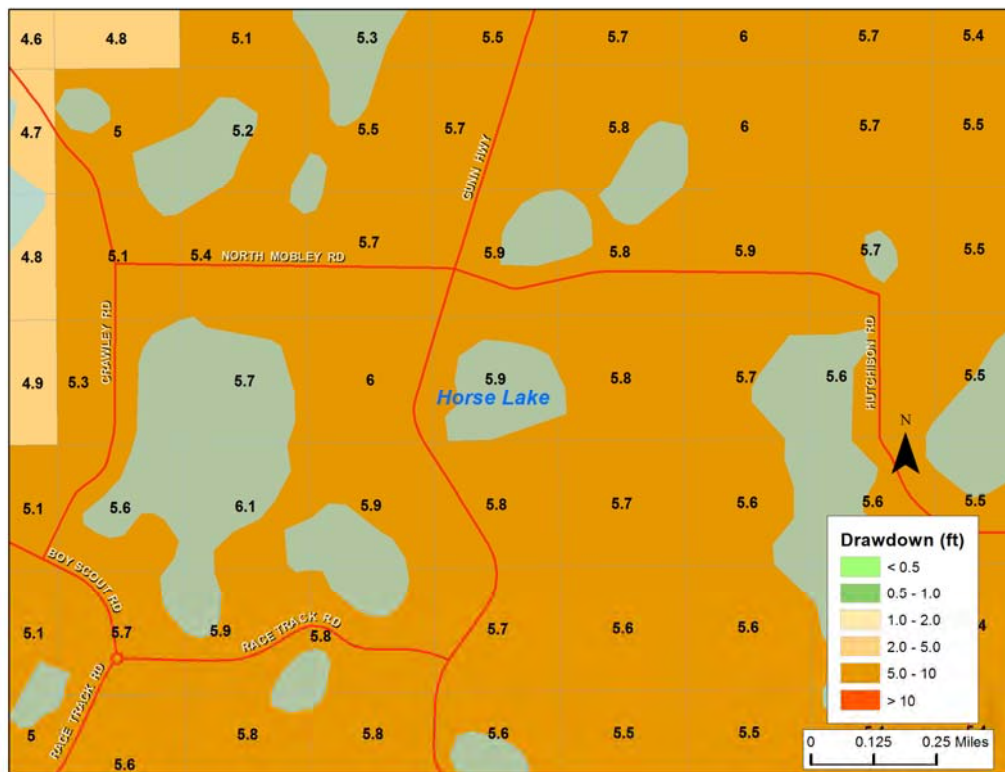 4.6 4.8 5.1 5.3 5.5 5.7 6 5.7 5.4
4.7 5 5.2 5.5 5.7 5.8 6 5.7 5.5
GUNN HWY
4.8 5.1 5.4 5.7 5.9 5.8 5.9 5.7 5.5
NORTH MOBLEY RD
CRAWLEY RD
HUTCHISON RD
4.9 5.3 5.7 6 5.9 5.8 5.7 5.6 5.5
Horse Lake
N
5.1 5.6 6.1 5.9 5.8 5.7 5.6 5.6 5.5
BOY SCOUT RD
5.1 5.7 5.9 5.8 5.7 5.6 5.6
RACE TRACK RD
RACE TRACK RD
5 5.6 5.8 5.8 5.6 5.5 5.5
Drawdown (ft)
< 0.5
0.5 - 1.0
1.0 - 2.0
2.0 - 5.0
5.0 - 10
> 10
0 0.125 0.25 Miles